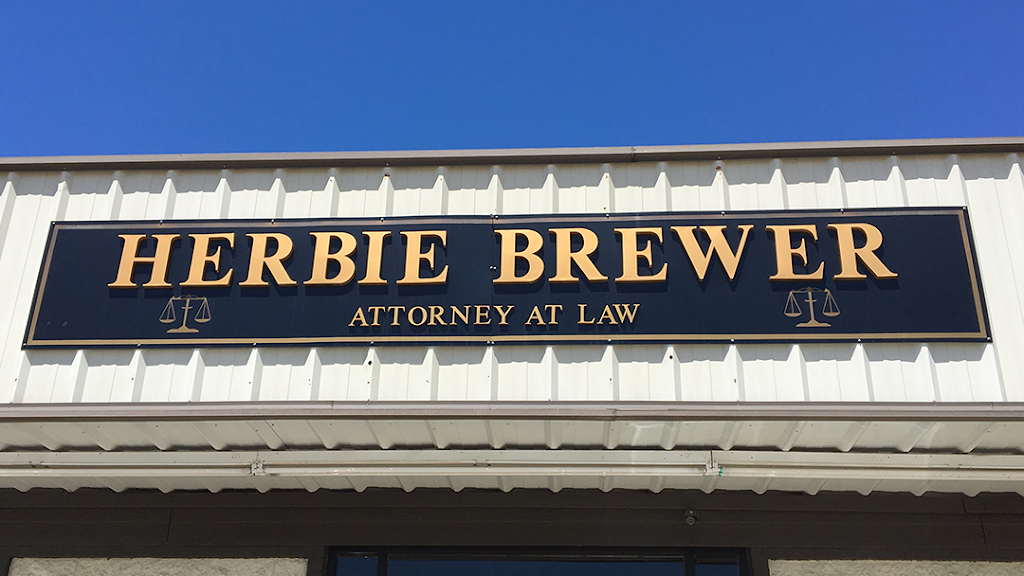 HERBIE BREWER
ATTORNEY AT LAW